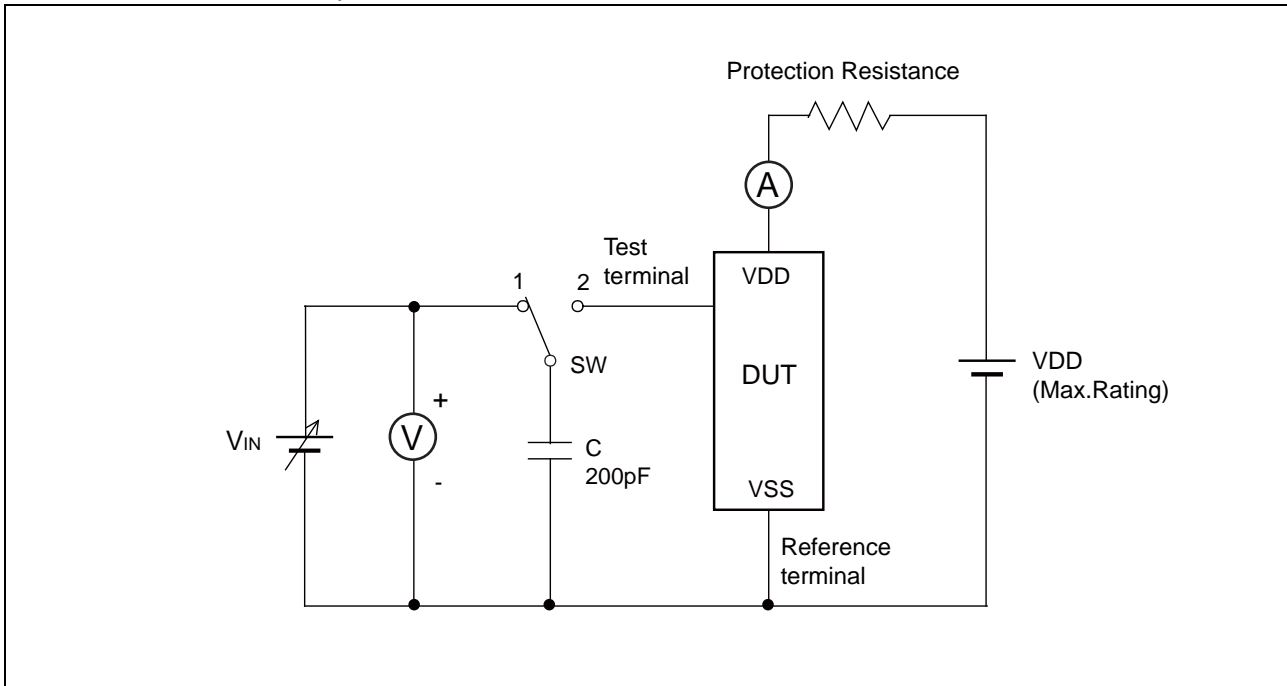 Protection Resistance
A
Test
terminal
1
2
VDD
SW
DUT
VDD
(Max.Rating)
VIN
+
V
-
C
200pF
VSS
Reference
terminal